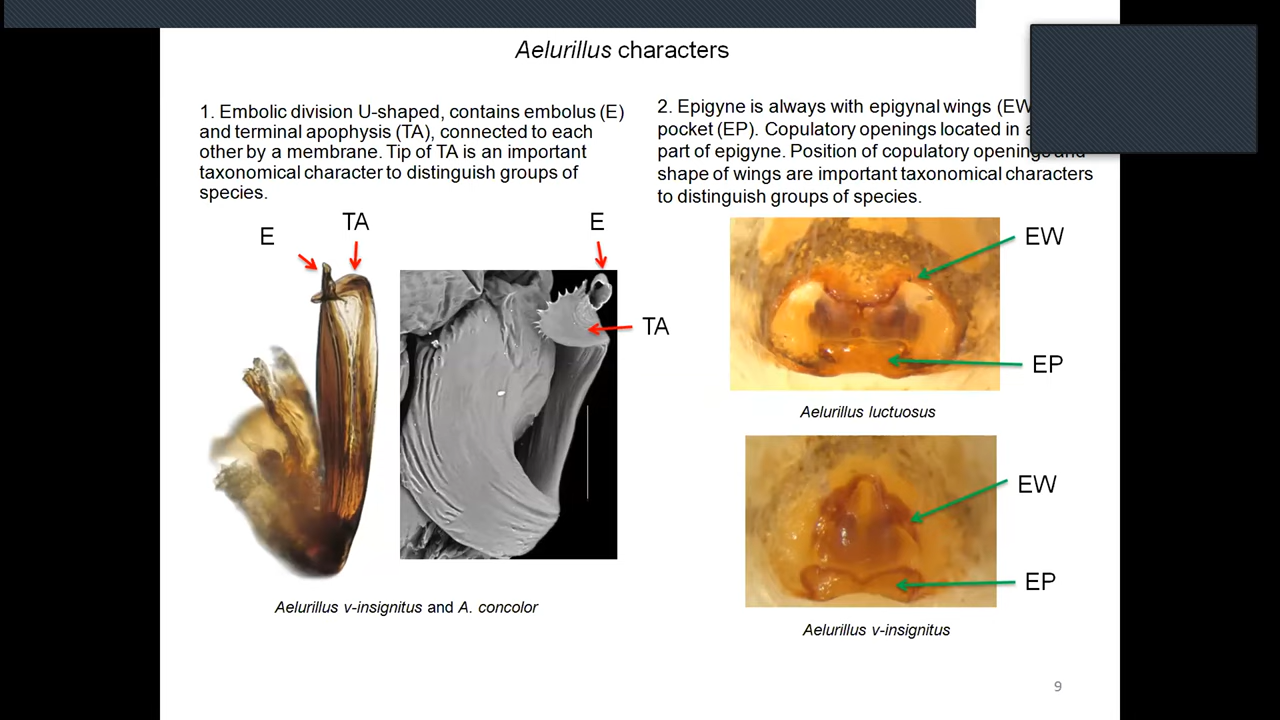 Aelurillus characters
1. Embolic division U-shaped, contains embolus (E)
and terminal apophysis (TA), connected to each
other by a membrane. Tip of TA is an important
taxonomical character to distinguish groups of
species.
2. Epigyne is always with epigynal wings (EW
pocket (EP). Copulatory openings located in
part of epigyne. Position of copulatory openings and
shape of wings are important taxonomical characters
to distinguish groups of species.
E
TA
E
TA
Aelurillus v-insignitus and A. concolor
EW
EP
Aelurillus luctuosus
EW
EP
Aelurillus v-insignitus
9